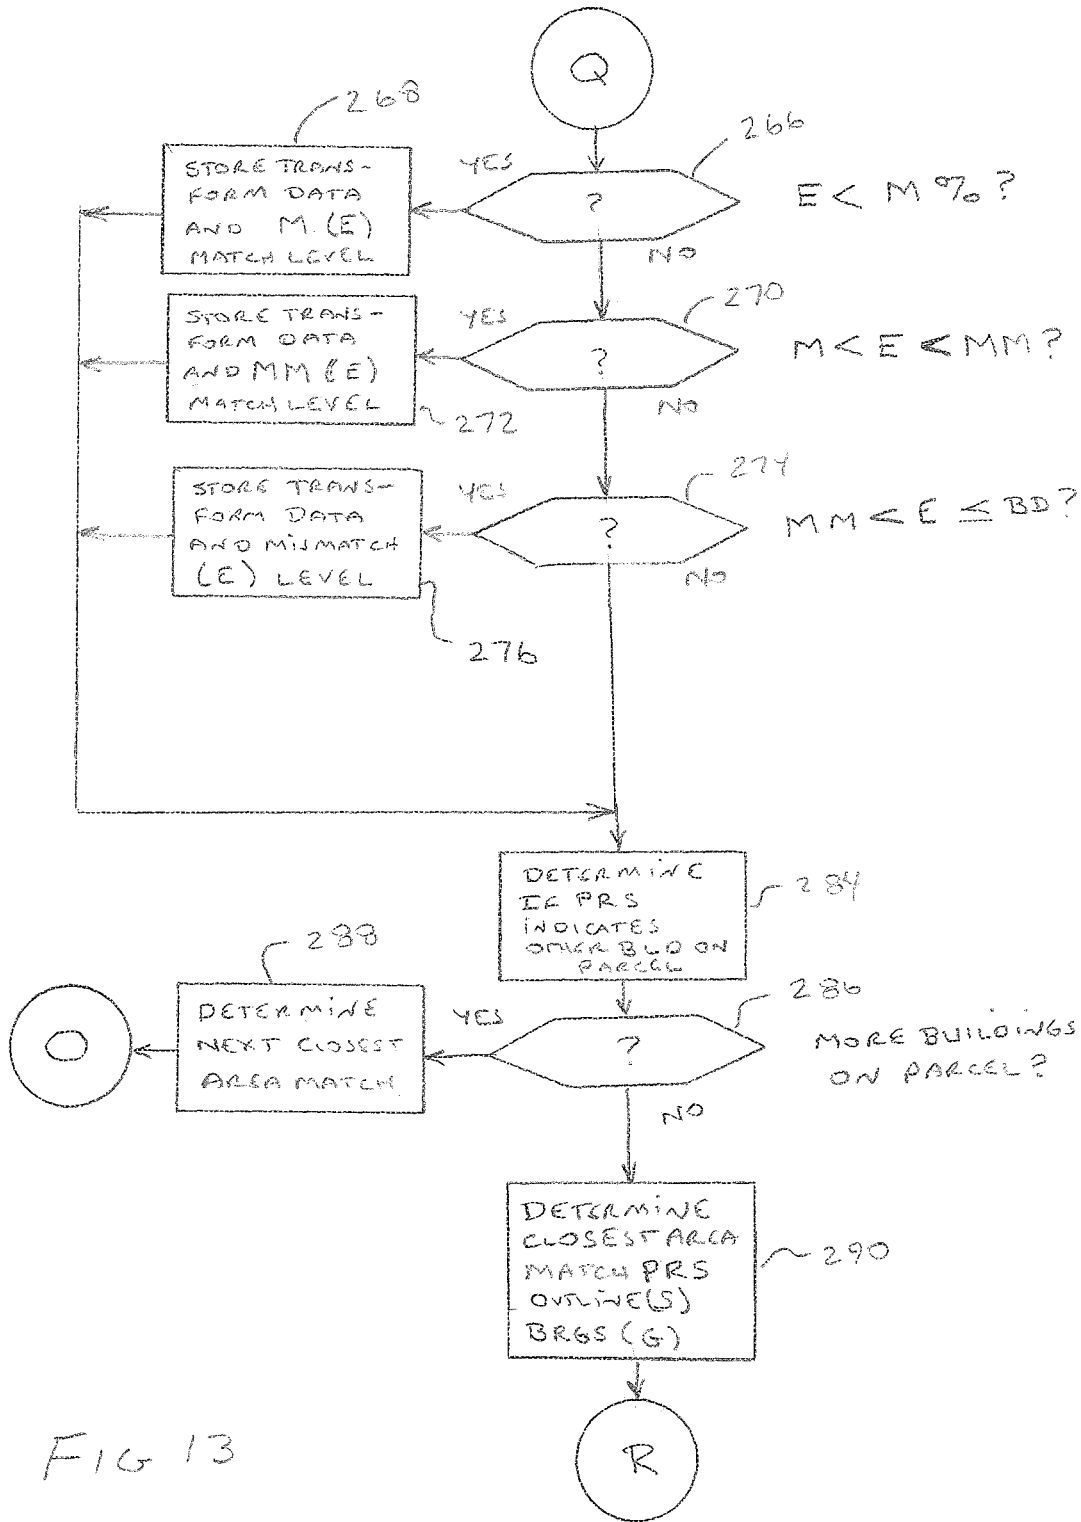 Q
268
266
YES
STORE TRANS-
FORM DATA
AND M.(E)
MATCH LEVEL
?
E < M %?
NO
270
YES
STORE TRANS-
FORM DATA
AND MM (E)
MATCH LEVEL
?
M < E < MM?
272
NO
274
YES
STORE TRANS-
FORM DATA
AND MISMATCH
(E) LEVEL
?
MM < E ≤ BD?
NO
276
DETERMINE
IF PRS
INDICATES
OTHER BLD ON
PARCEL
284
288
286
YES
O
DETERMINE
NEXT CLOSEST
AREA MATCH
?
MORE BUILDINGS
ON PARCEL?
NO
DETERMINE
CLOSEST AREA
MATCH PRS
OUTLINE(S)
BRGS (G)
290
R
FIG 13